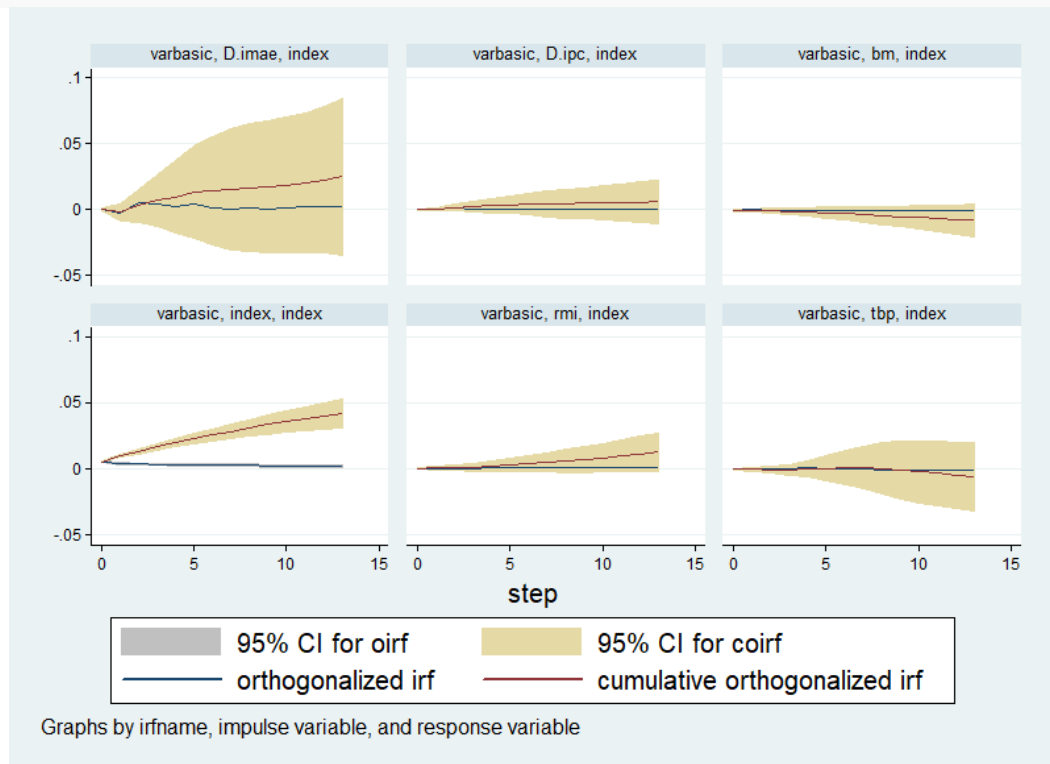 varbasic, D.imae, index
varbasic, D.ipc, index
varbasic, bm, index
.1
.05
0
-.05
varbasic, index, index
varbasic, rmi, index
varbasic, tbp, index
.1
.05
0
-.05
0 5 10 15
0 5 10 15
0 5 10 15
step
95% CI for oirf
95% CI for coirf
orthogonalized irf
cumulative orthogonalized irf
Graphs by irfname, impulse variable, and response variable